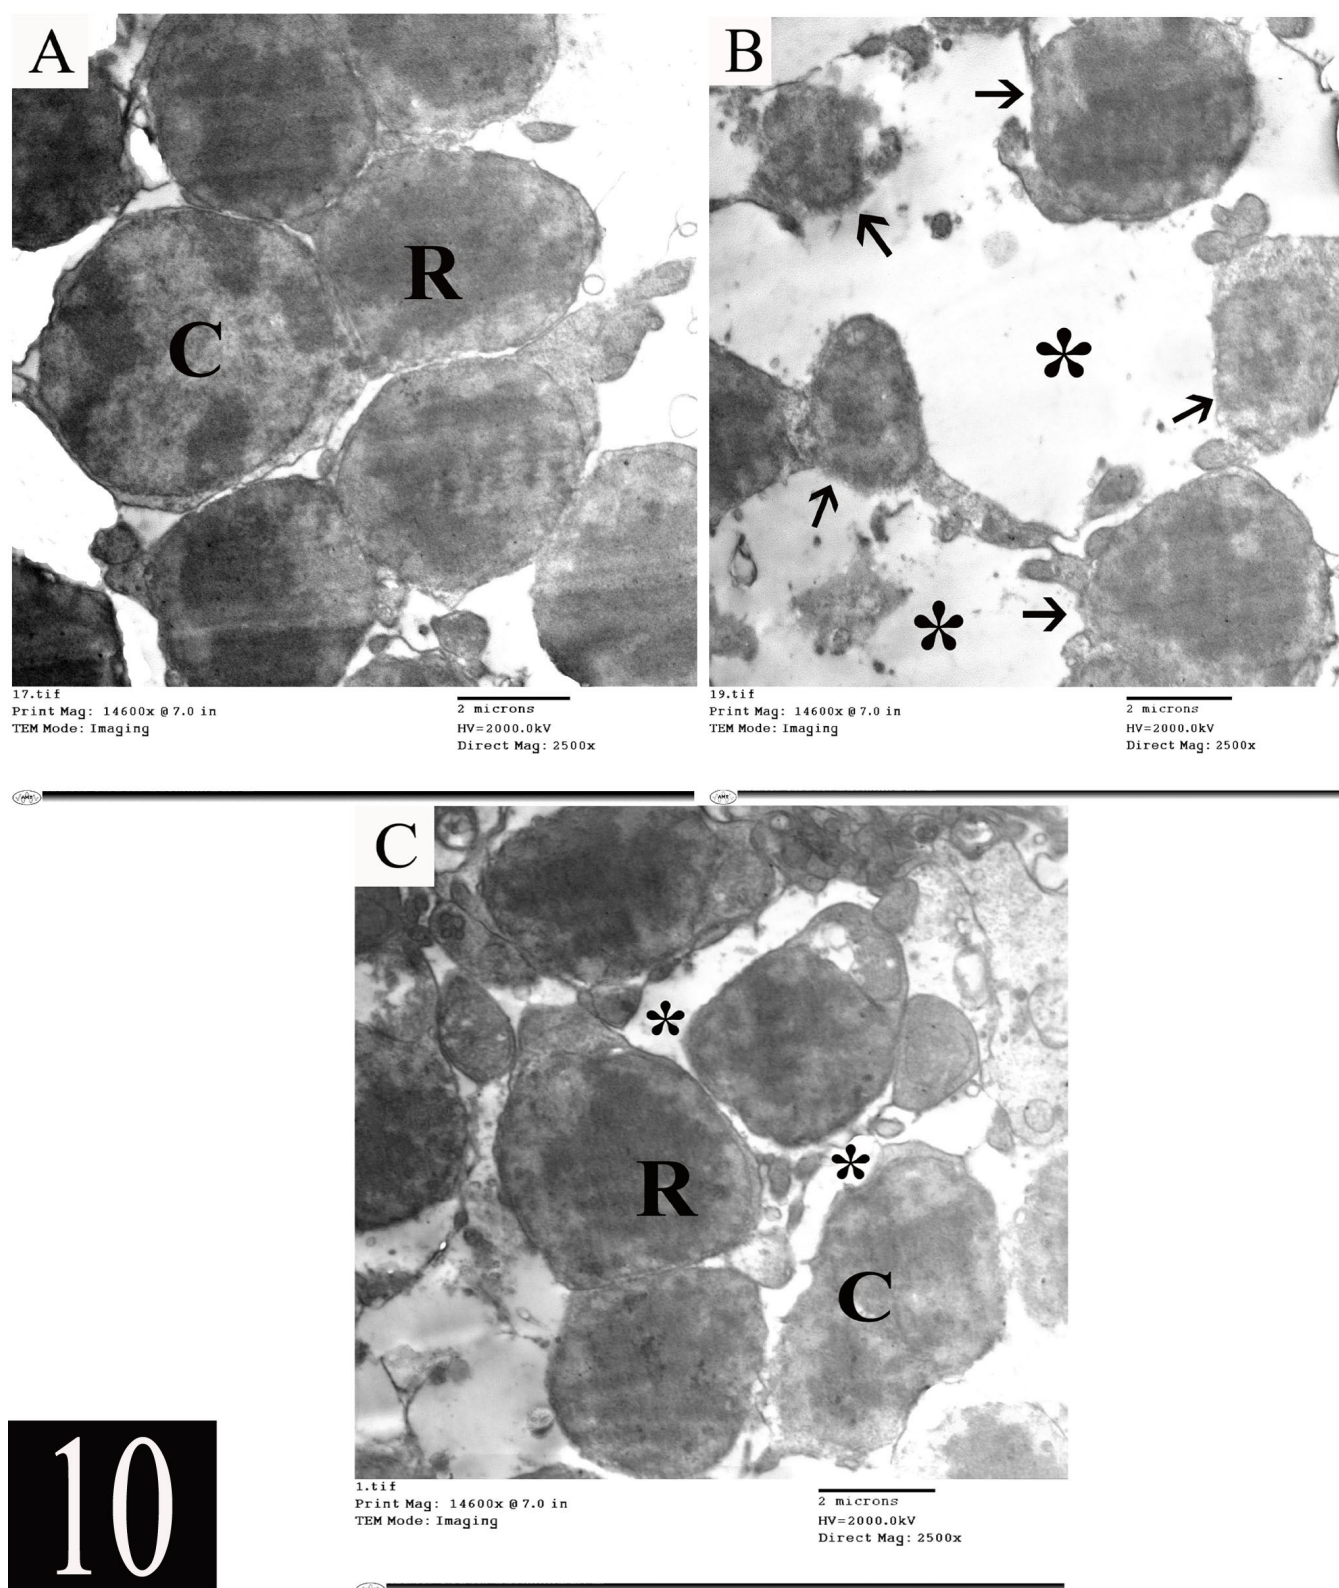 A
C
R
17.tif
Print Mag: 14600x @ 7.0 in
TEM Mode: Imaging
2 microns
HV=2000.0kV
Direct Mag: 2500x
AMT
B
*
*
19.tif
Print Mag: 14600x @ 7.0 in
TEM Mode: Imaging
2 microns
HV=2000.0kV
Direct Mag: 2500x
AMT
C
*
*
R
C
1.tif
Print Mag: 14600x @ 7.0 in
TEM Mode: Imaging
2 microns
HV=2000.0kV
Direct Mag: 2500x
10